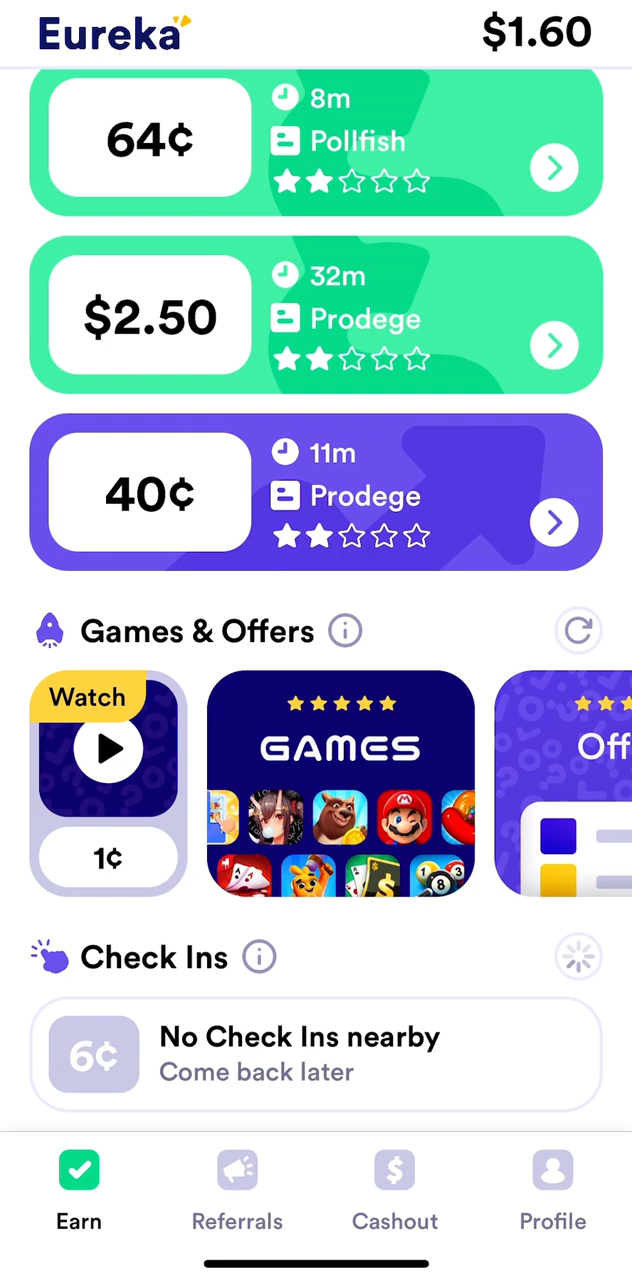 Eureka
$1.60
64¢
8m
Pollfish
$2.50
32m
Prodege
40¢
11m
Prodege
Games & Offers
Watch
1¢
GAMES
Off
Check Ins
6¢
No Check Ins nearby
Come back later
Earn
Referrals
Cashout
Profile